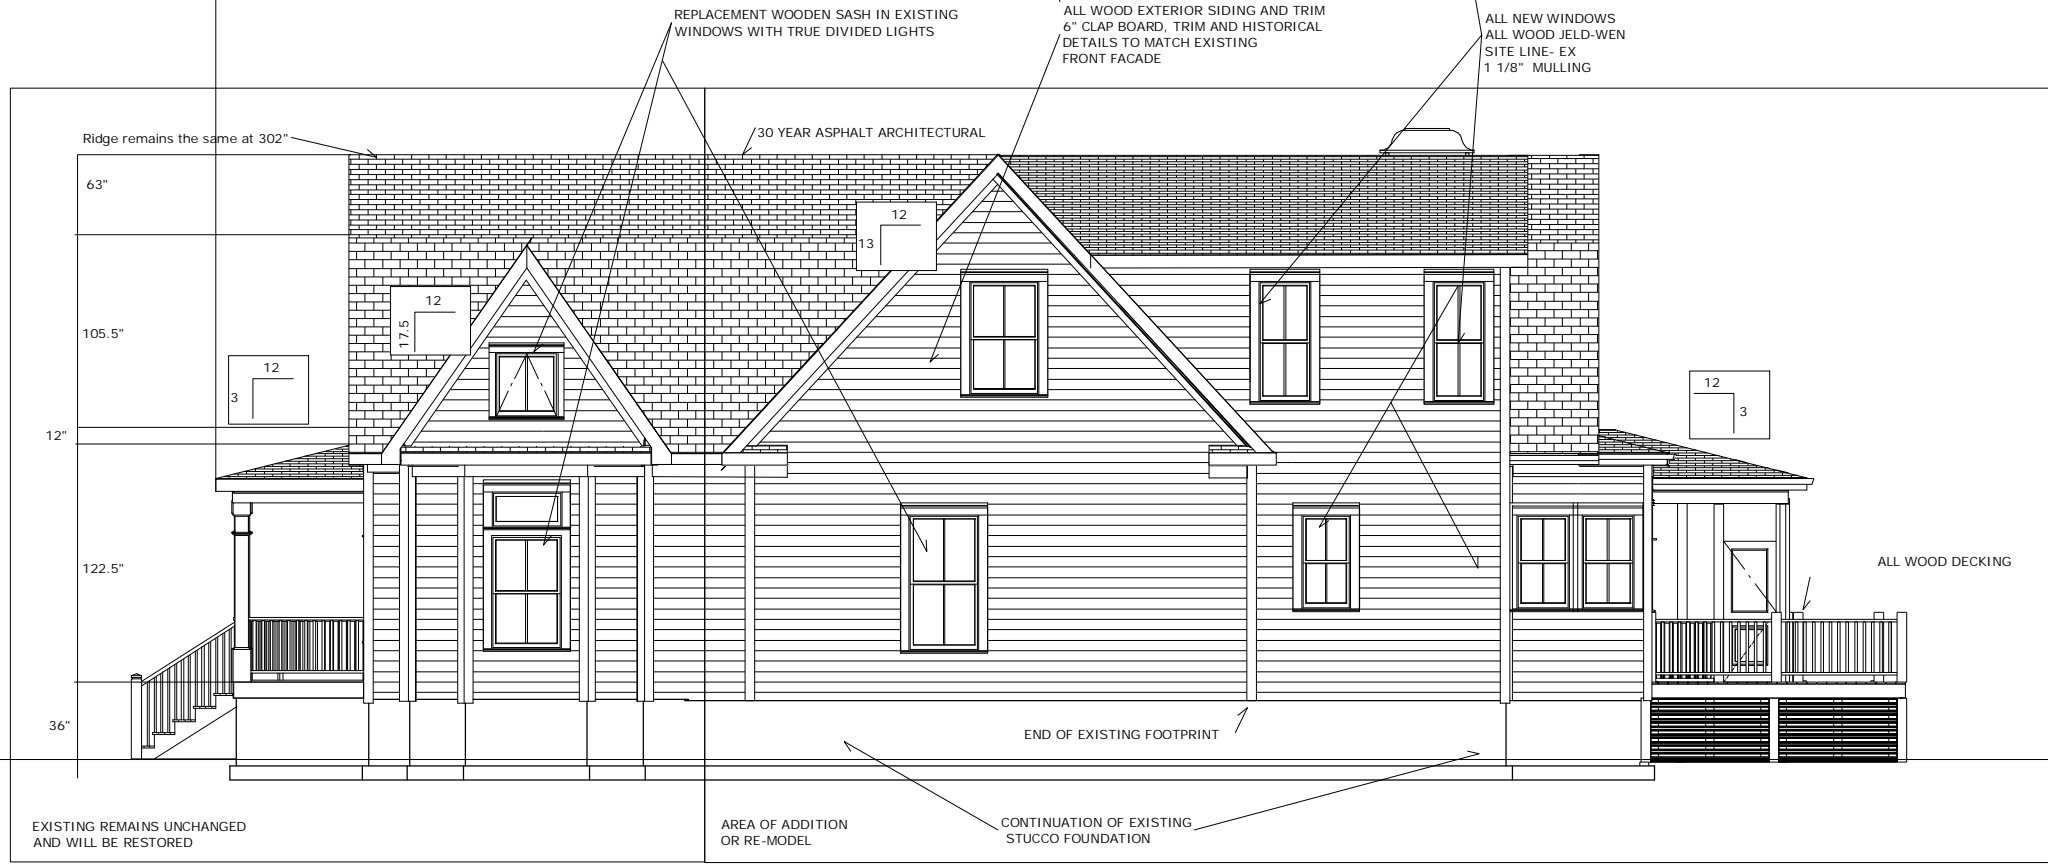 REPLACEMENT WOODEN SASH IN EXISTING
WINDOWS WITH TRUE DIVIDED LIGHTS
ALL WOOD EXTERIOR SIDING AND TRIM
6" CLAP BOARD, TRIM AND HISTORICAL
DETAILS TO MATCH EXISTING
FRONT FACADE
ALL NEW WINDOWS
ALL WOOD JELD-WEN
SITE LINE- EX
1 1/8" MULLING
Ridge remains the same at 302"
30 YEAR ASPHALT ARCHITECTURAL
63"
12
13
12
17.5
105.5"
12
3
12
3
12"
122.5"
ALL WOOD DECKING
36"
END OF EXISTING FOOTPRINT
EXISTING REMAINS UNCHANGED
AND WILL BE RESTORED
AREA OF ADDITION
OR RE-MODEL
CONTINUATION OF EXISTING
STUCCO FOUNDATION